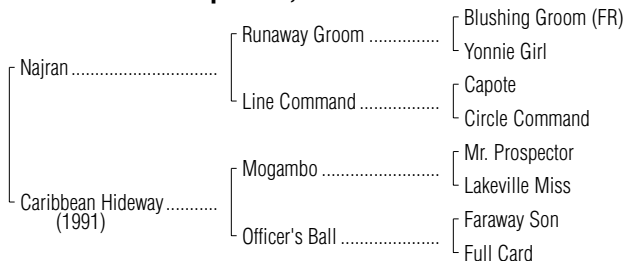 Blushing Groom (FR)
Runaway Groom ...............
Yonnie Girl
Najran ...............................
Capote
Line Command .................
Circle Command
Mr. Prospector
Mogambo .........................
Lakeville Miss
Caribbean Hideway ...........
(1991)
Faraway Son
Officer's Ball .....................
Full Card